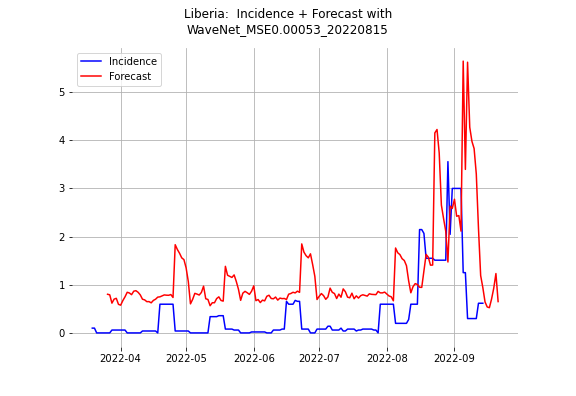 Liberia:  Incidence + Forecast with
WaveNet_MSE0.00053_20220815
Incidence
Forecast
5
4
3
2
1
0
2022-04 2022-05 2022-06 2022-07 2022-08 2022-09